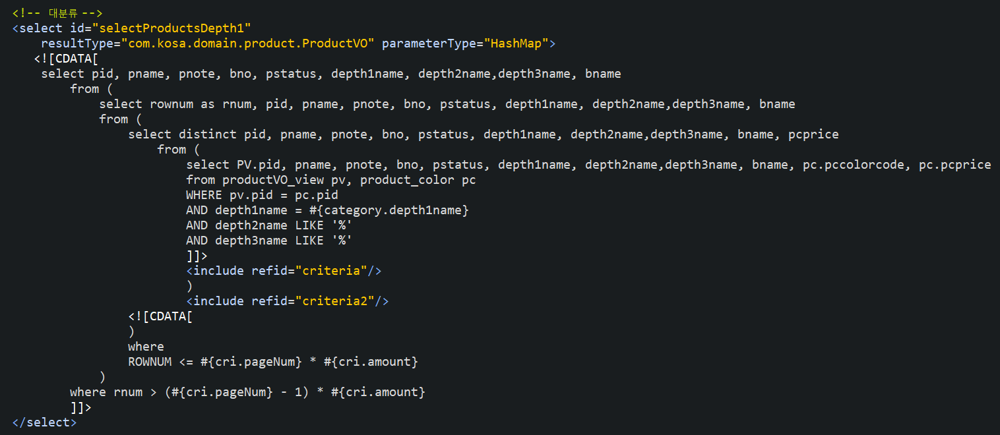 <!-- 대분류 -->
<select id="selectProductsDepth1"
    resultType="com.kosa.domain.product.ProductVO" parameterType="HashMap">
   <![CDATA[
    select pid, pname, pnote, bno, pstatus, depth1name, depth2name,depth3name, bname
        from (
            select rownum as rnum, pid, pname, pnote, bno, pstatus, depth1name, depth2name,depth3name, bname
            from (
                select distinct pid, pname, pnote, bno, pstatus, depth1name, depth2name,depth3name, bname, pcprice
                    from (
                        select PV.pid, pname, pnote, bno, pstatus, depth1name, depth2name,depth3name, bname, pc.pccolorcode, pc.pcprice
                        from productVO_view pv, product_color pc
                        WHERE pv.pid = pc.pid
                        AND depth1name = #{category.depth1name}
                        AND depth2name LIKE '%'
                        AND depth3name LIKE '%'
                        ]]>
                        <include refid="criteria"/>
                        )
                        <include refid="criteria2"/>
                <![CDATA[
                )
                where
                ROWNUM <= #{cri.pageNum} * #{cri.amount}
            )
        where rnum > (#{cri.pageNum} - 1) * #{cri.amount}
        ]]>
</select>